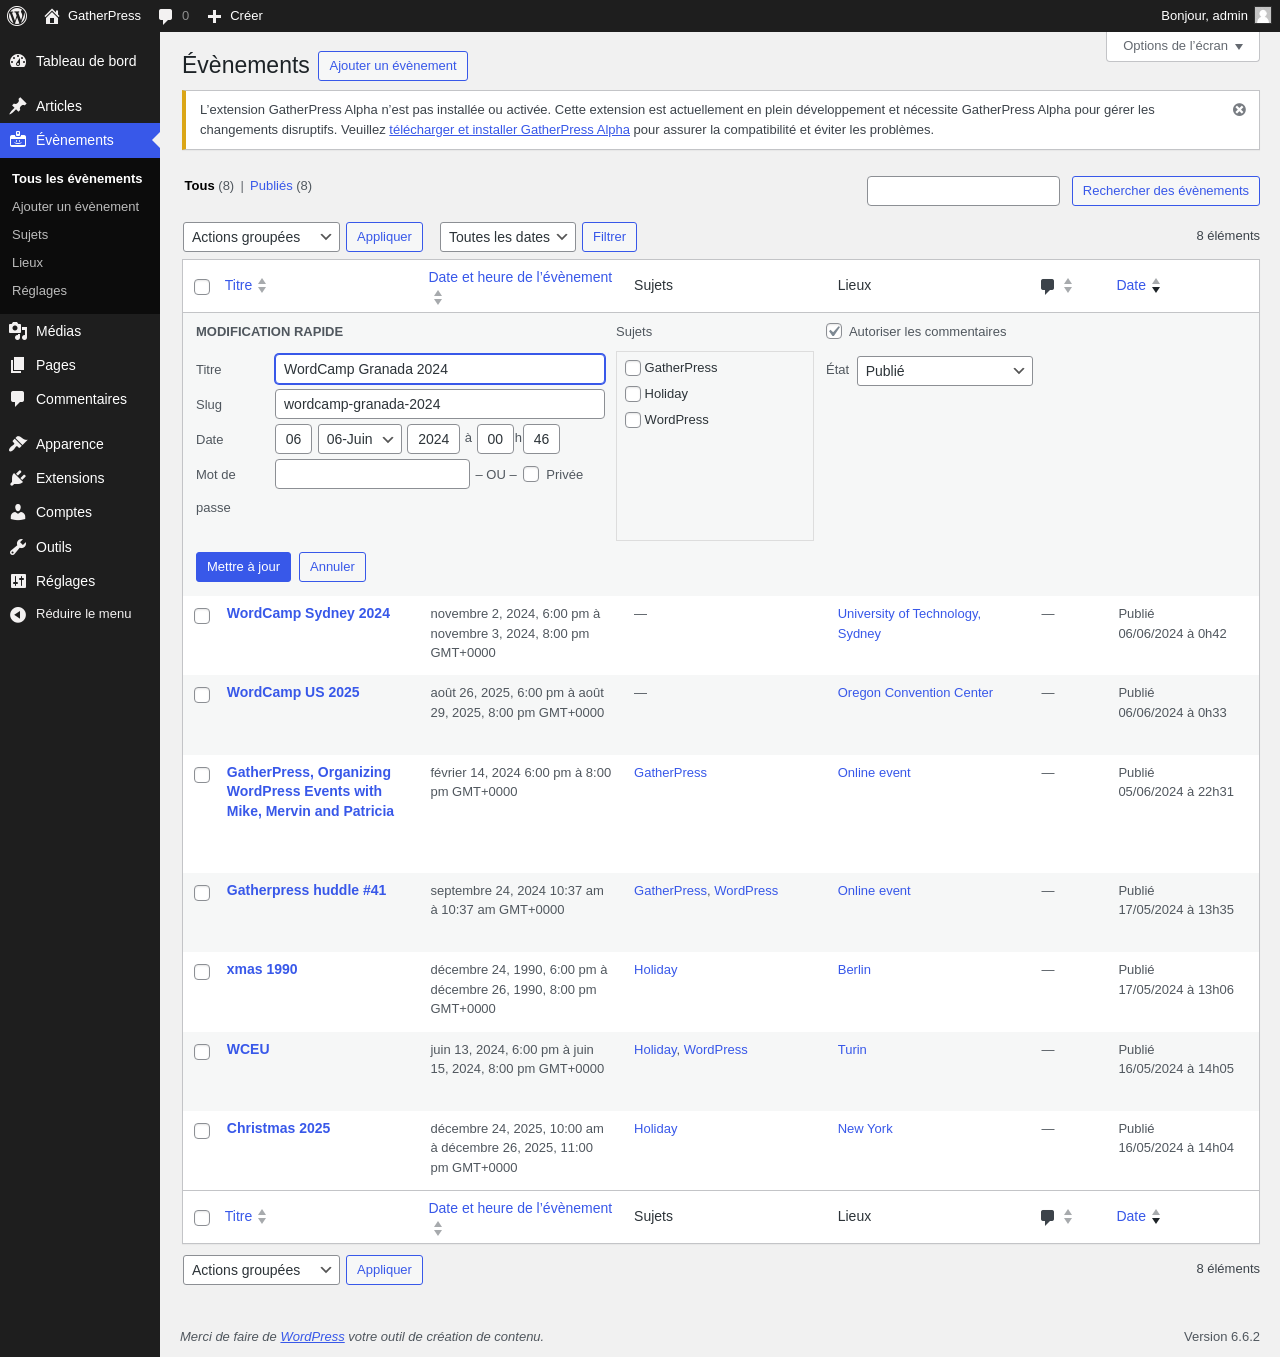 GatherPress 0 Créer Bonjour, admin
Options de l’écran
Tableau de bord
Articles
Évènements
Tous les évènements
Ajouter un évènement
Sujets
Lieux
Réglages
Médias
Pages
Commentaires
Apparence
Extensions
Comptes
Outils
Réglages
Réduire le menu
Évènements Ajouter un évènement
L’extension GatherPress Alpha n’est pas installée ou activée. Cette extension est actuellement en plein développement et nécessite GatherPress Alpha pour gérer les
changements disruptifs. Veuillez télécharger et installer GatherPress Alpha pour assurer la compatibilité et éviter les problèmes.
Tous (8) | Publiés (8)
Rechercher des évènements
Actions groupées Appliquer Toutes les dates Filtrer 8 éléments
Titre Date et heure de l’évènement Sujets Lieux Date
MODIFICATION RAPIDE
Titre WordCamp Granada 2024
Slug wordcamp-granada-2024
Date 06 06-Juin 2024 à 00 h 46
Mot de passe – OU – Privée
Sujets
GatherPress
Holiday
WordPress
Autoriser les commentaires
État Publié
Mettre à jour Annuler
WordCamp Sydney 2024
novembre 2, 2024, 6:00 pm à
novembre 3, 2024, 8:00 pm
GMT+0000
—
University of Technology,
Sydney
—
Publié
06/06/2024 à 0h42
WordCamp US 2025
août 26, 2025, 6:00 pm à août
29, 2025, 8:00 pm GMT+0000
—
Oregon Convention Center
—
Publié
06/06/2024 à 0h33
GatherPress, Organizing
WordPress Events with
Mike, Mervin and Patricia
février 14, 2024 6:00 pm à 8:00
pm GMT+0000
GatherPress
Online event
—
Publié
05/06/2024 à 22h31
Gatherpress huddle #41
septembre 24, 2024 10:37 am
à 10:37 am GMT+0000
GatherPress, WordPress
Online event
—
Publié
17/05/2024 à 13h35
xmas 1990
décembre 24, 1990, 6:00 pm à
décembre 26, 1990, 8:00 pm
GMT+0000
Holiday
Berlin
—
Publié
17/05/2024 à 13h06
WCEU
juin 13, 2024, 6:00 pm à juin
15, 2024, 8:00 pm GMT+0000
Holiday, WordPress
Turin
—
Publié
16/05/2024 à 14h05
Christmas 2025
décembre 24, 2025, 10:00 am
à décembre 26, 2025, 11:00
pm GMT+0000
Holiday
New York
—
Publié
16/05/2024 à 14h04
Titre Date et heure de l’évènement Sujets Lieux Date
Actions groupées Appliquer 8 éléments
Merci de faire de WordPress votre outil de création de contenu. Version 6.6.2